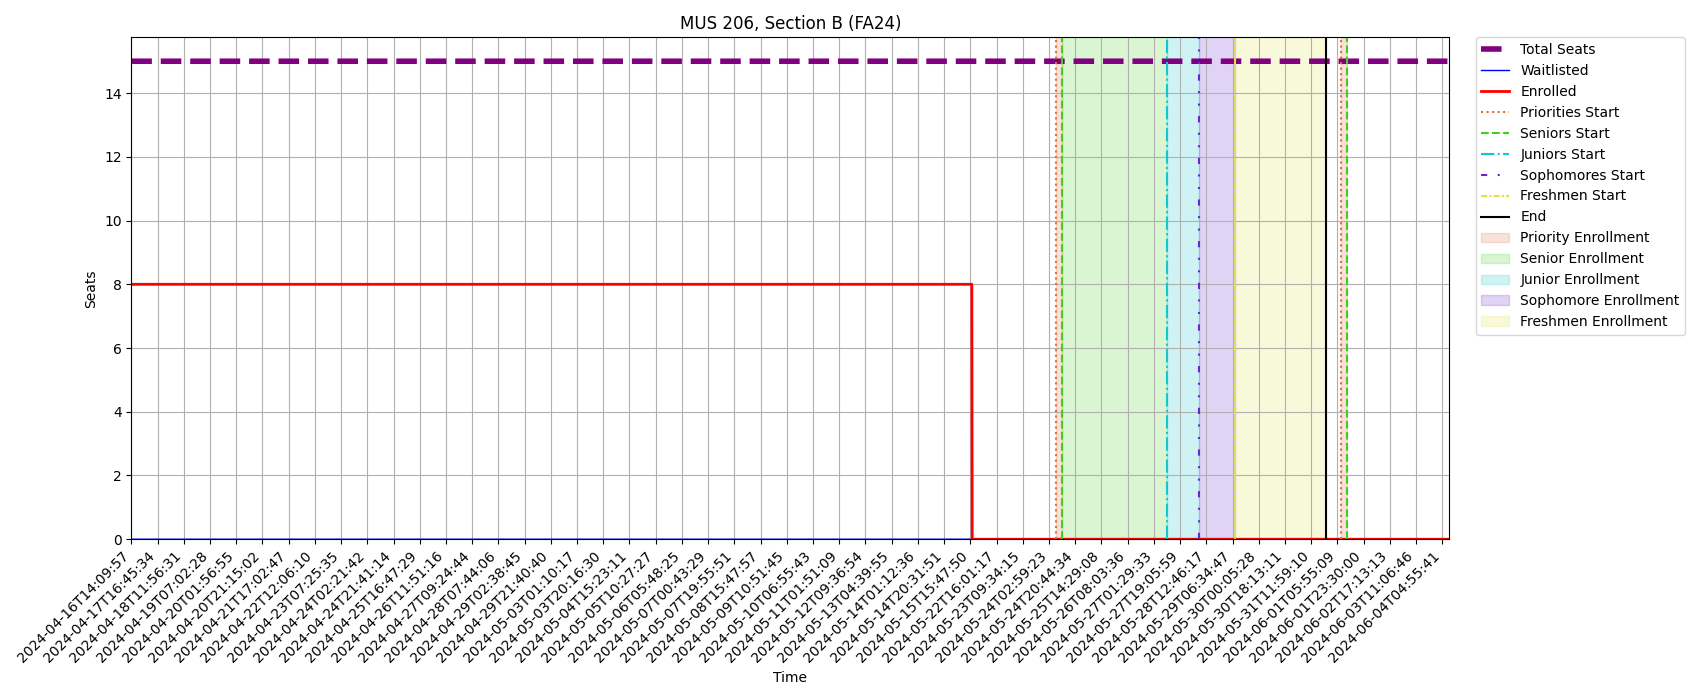 MUS 206, Section B (FA24)
Total Seats
Waitlisted
Enrolled
Priorities Start
Seniors Start
Juniors Start
Sophomores Start
Freshmen Start
End
Priority Enrollment
Senior Enrollment
Junior Enrollment
Sophomore Enrollment
Freshmen Enrollment
Seats
14
12
10
8
6
4
2
0
2024-04-16T14:09:57
2024-04-17T16:45:34
2024-04-18T11:56:31
2024-04-19T07:02:28
2024-04-20T01:56:55
2024-04-20T21:15:02
2024-04-21T17:02:47
2024-04-22T12:06:10
2024-04-23T07:25:35
2024-04-24T02:21:42
2024-04-24T21:41:14
2024-04-25T16:47:29
2024-04-26T11:51:16
2024-04-27T09:24:44
2024-04-28T07:44:06
2024-04-29T02:38:45
2024-04-29T21:40:40
2024-05-03T01:10:17
2024-05-03T20:16:30
2024-05-04T15:23:11
2024-05-05T10:27:27
2024-05-06T05:48:25
2024-05-07T00:43:29
2024-05-07T19:55:51
2024-05-08T15:47:57
2024-05-09T10:51:45
2024-05-10T06:55:43
2024-05-11T01:51:09
2024-05-12T09:36:54
2024-05-13T04:39:55
2024-05-14T01:12:36
2024-05-14T20:31:51
2024-05-15T15:47:50
2024-05-22T16:01:17
2024-05-23T09:34:15
2024-05-24T02:59:23
2024-05-24T20:44:34
2024-05-25T14:29:08
2024-05-26T08:03:36
2024-05-27T01:29:33
2024-05-27T19:05:59
2024-05-28T12:46:17
2024-05-29T06:34:47
2024-05-30T00:05:28
2024-05-30T18:13:11
2024-05-31T11:59:10
2024-06-01T05:55:09
2024-06-01T23:30:00
2024-06-02T17:13:13
2024-06-03T11:06:46
2024-06-04T04:55:41
Time